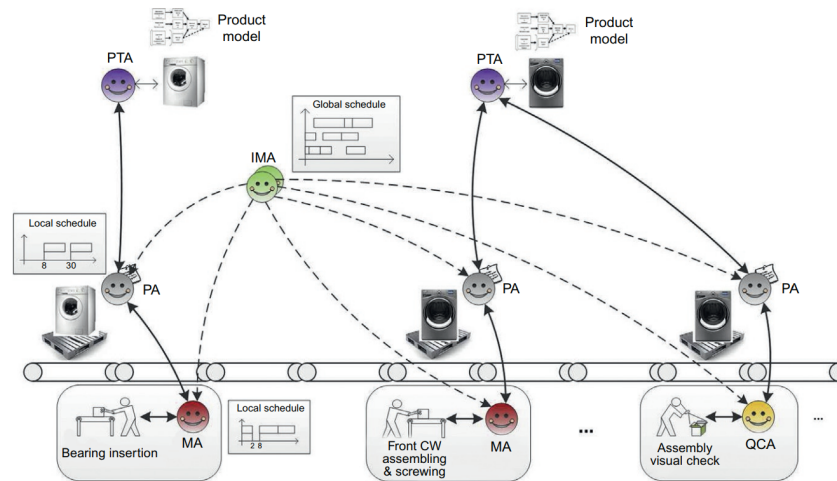 Product
model
PTA
Product
model
PTA
Global schedule
IMA
Local schedule
8 30
PA
PA
PA
Bearing insertion
MA
Local schedule
2 8
Front CW
assembling
& screwing
MA
...
Assembly
visual check
QCA
...